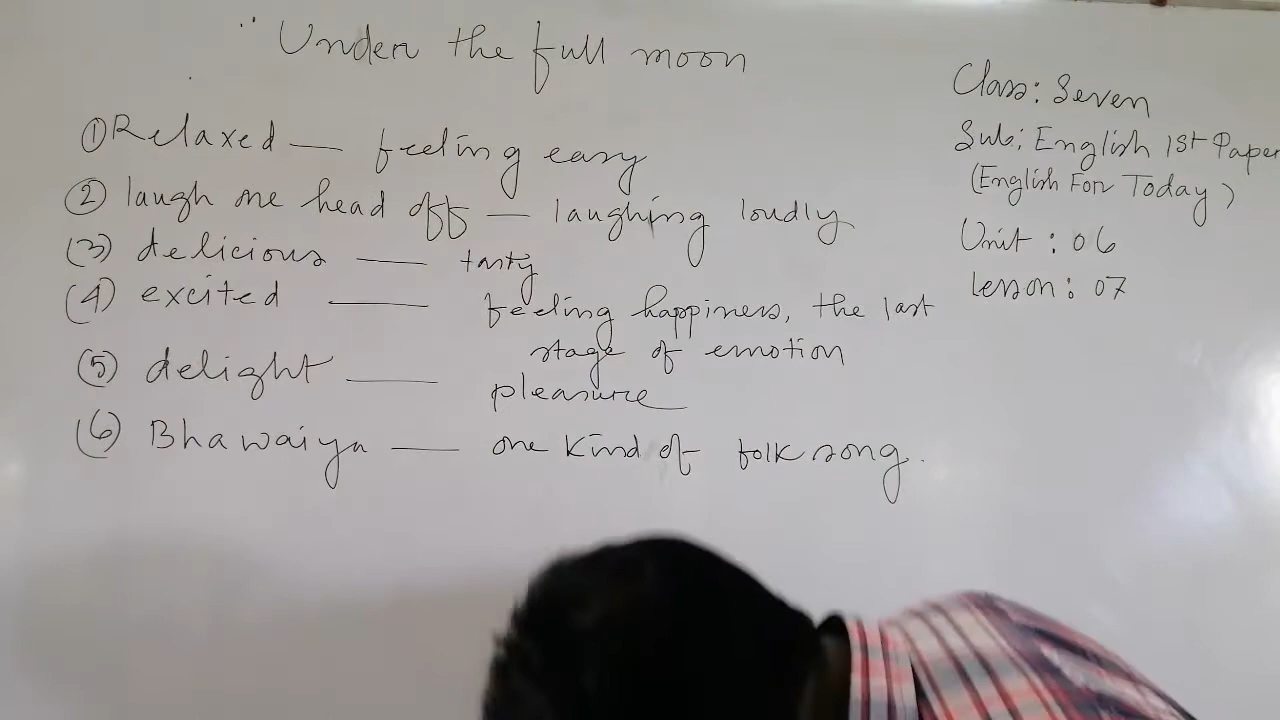 " Under the full moon
① Relaxed — feeling easy
② laugh one head off — laughing loudly
(3) delicious — tasty
(4) excited — feeling happiness, the last
stage of emotion
⑤ delight — pleasure
(6) Bhawaiya — one kind of folk song.
Class: Seven
Sub: English 1st Paper
(English For Today)
Unit : 06
Lesson: 07